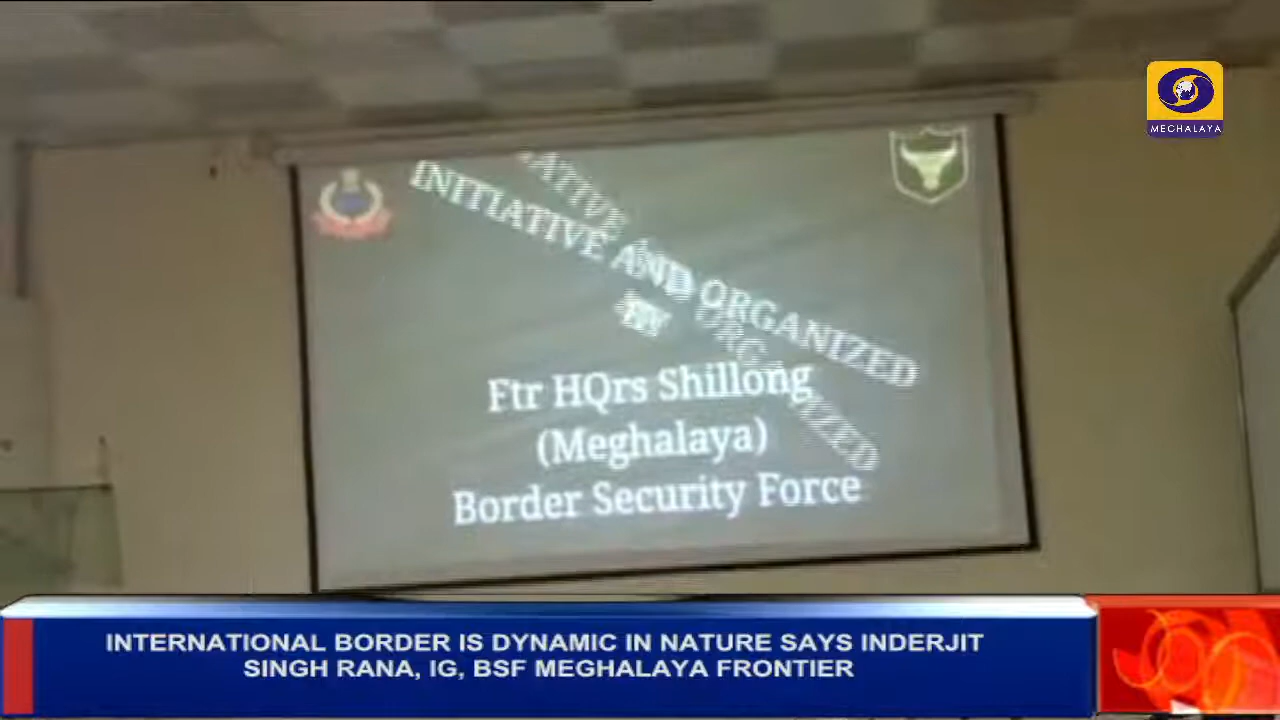 MEGHALAYA
INITIATIVE AND ORGANIZED
BY
Ftr HQrs Shillong
(Meghalaya)
Border Security Force
INTERNATIONAL BORDER IS DYNAMIC IN NATURE SAYS INDERJIT
SINGH RANA, IG, BSF MEGHALAYA FRONTIER